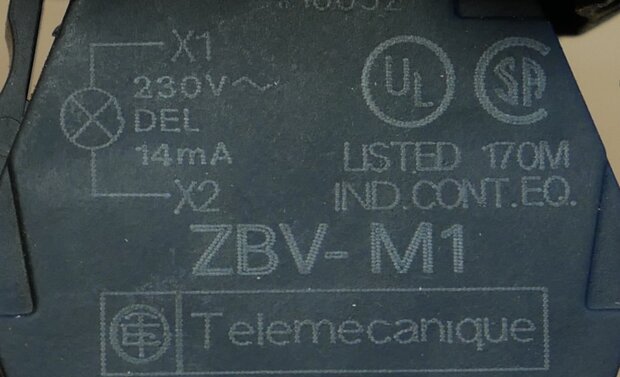 X1
230V~
DEL
14mA
X2
UL
SA
LISTED 170M
IND.CONT.EQ.
ZBV-M1
Telemecanique